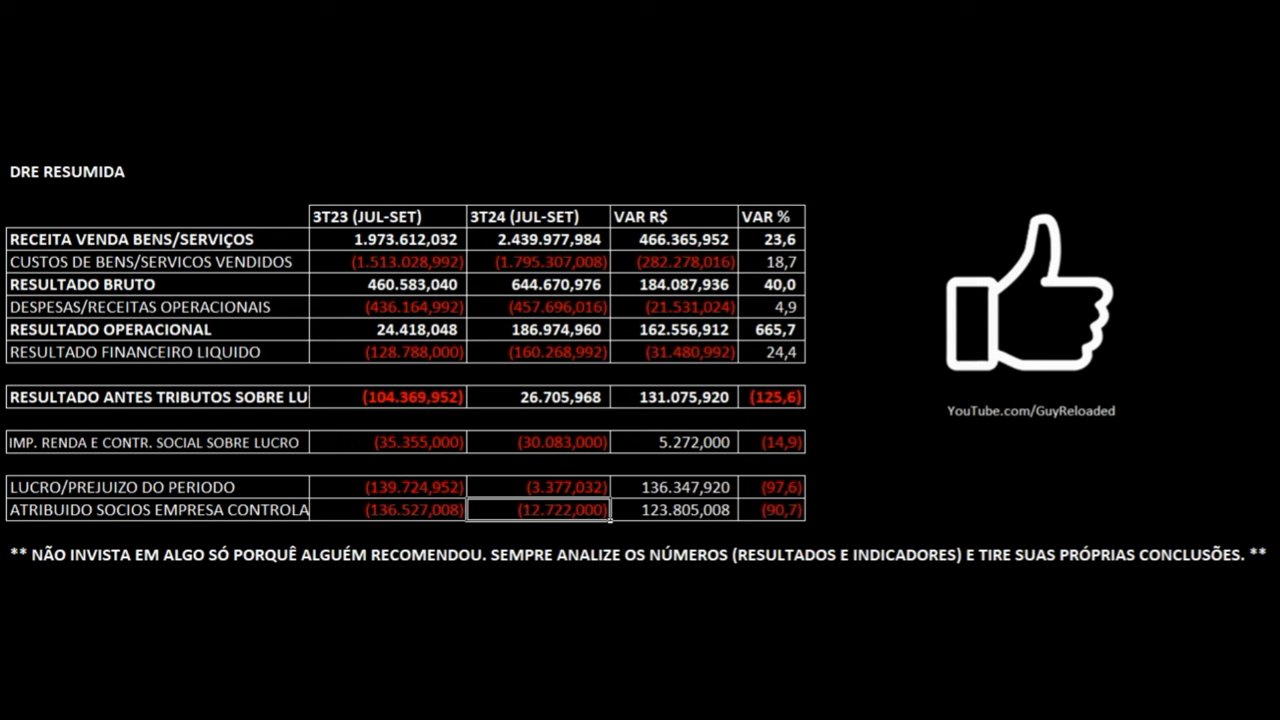 DRE RESUMIDA
3T23 (JUL-SET) 3T24 (JUL-SET) VAR R$ VAR %
RECEITA VENDA BENS/SERVIÇOS 1.973.612,032 2.439.977,984 466.365,952 23,6
CUSTOS DE BENS/SERVICOS VENDIDOS (1.513.028,992) (1.795.307,008) (282.278,016) 18,7
RESULTADO BRUTO 460.583,040 644.670,976 184.087,936 40,0
DESPESAS/RECEITAS OPERACIONAIS (436.164,992) (457.696,016) (21.531,024) 4,9
RESULTADO OPERACIONAL 24.418,048 186.974,960 162.556,912 665,7
RESULTADO FINANCEIRO LIQUIDO (128.788,000) (160.268,992) (31.480,992) 24,4
RESULTADO ANTES TRIBUTOS SOBRE LU (104.369,952) 26.705,968 131.075,920 (125,6)
IMP. RENDA E CONTR. SOCIAL SOBRE LUCRO (35.355,000) (30.083,000) 5.272,000 (14,9)
LUCRO/PREJUIZO DO PERIODO (139.724,952) (3.377,032) 136.347,920 (97,6)
ATRIBUIDO SOCIOS EMPRESA CONTROLA (136.527,008) (12.722,000) 123.805,008 (90,7)
YouTube.com/GuyReloaded
** NÃO INVISTA EM ALGO SÓ PORQUÊ ALGUÉM RECOMENDOU. SEMPRE ANALIZE OS NÚMEROS (RESULTADOS E INDICADORES) E TIRE SUAS PRÓPRIAS CONCLUSÕES. **